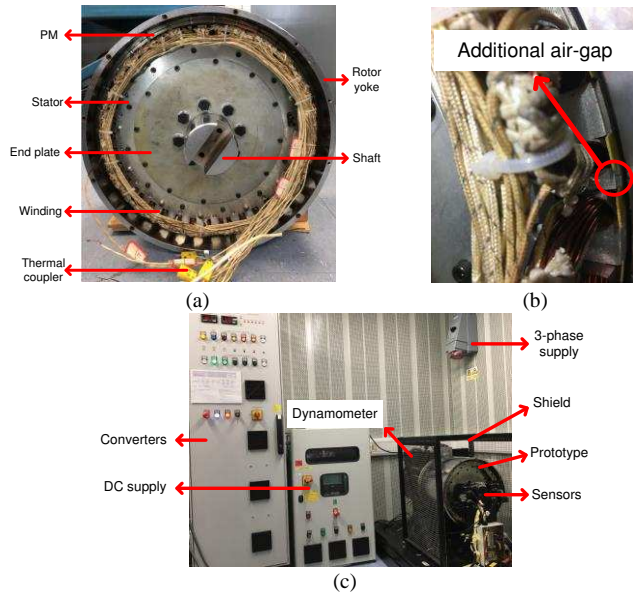 PM
Stator
End plate
Winding
Thermal
coupler
Rotor
yoke
Shaft
(a)
Additional air-gap
(b)
Converters
DC supply
Dynamometer
3-phase
supply
Shield
Prototype
Sensors
(c)